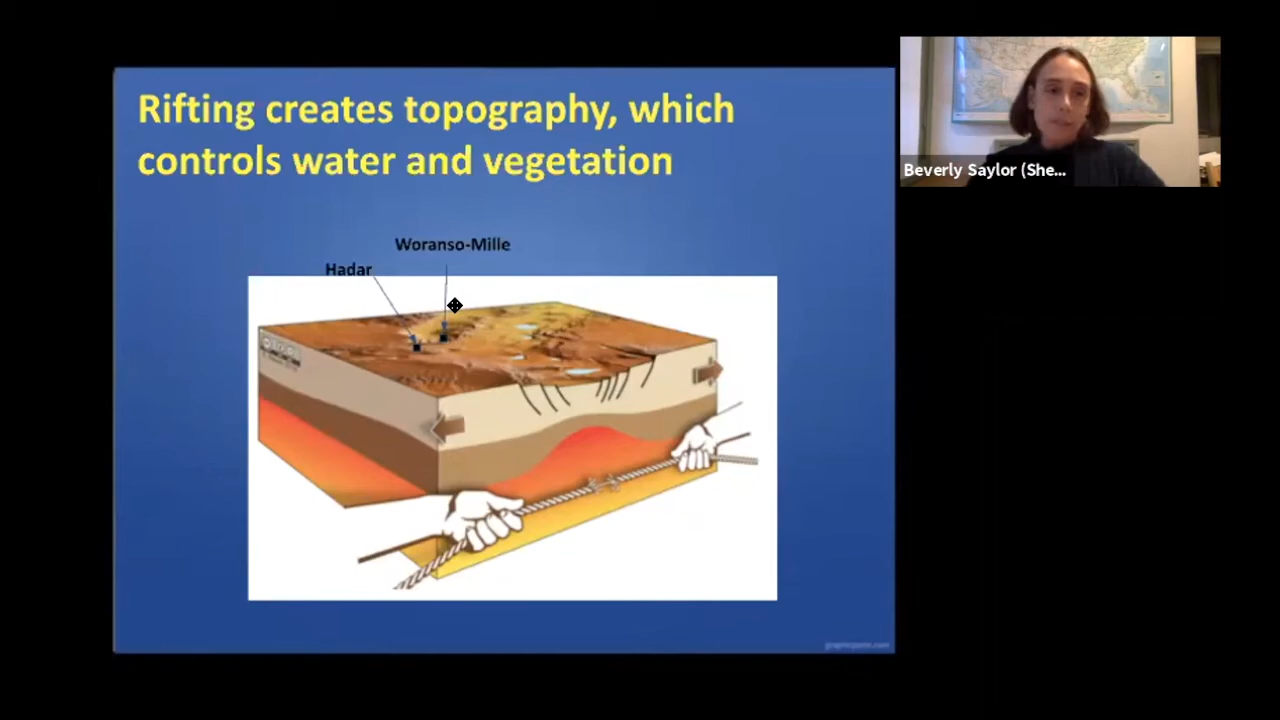 Rifting creates topography, which
controls water and vegetation
Woranso-Mille
Hadar
Beverly Saylor (She...